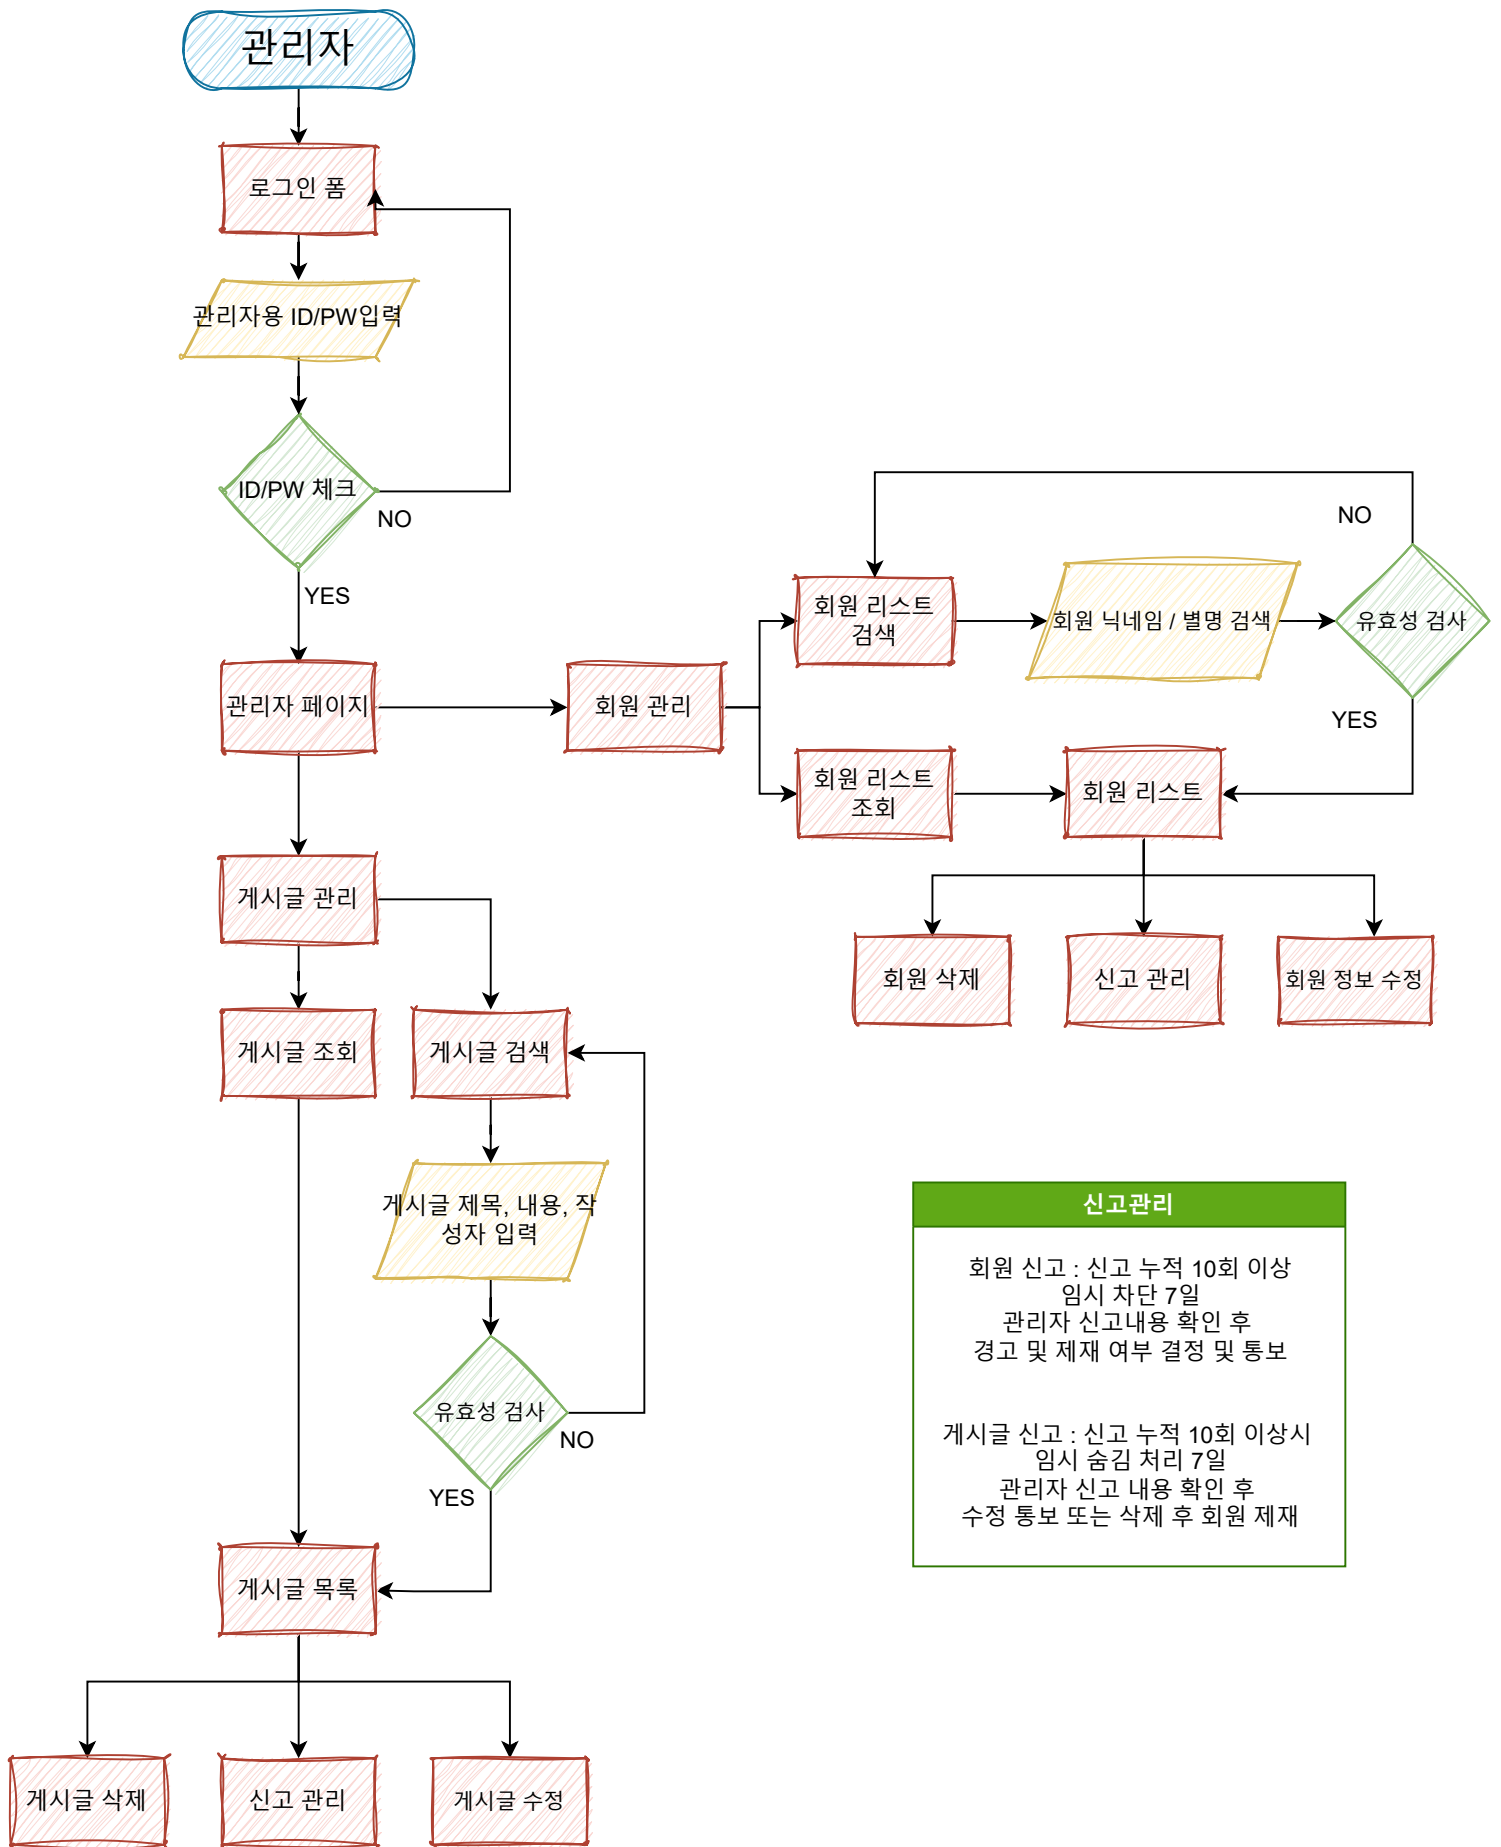 관리자
로그인 폼
관리자용 ID/PW입력
ID/PW 체크
NO
YES
관리자 페이지
회원 관리
회원 리스트
검색
회원 닉네임 / 별명 검색
유효성 검사
NO
YES
회원 리스트
조회
회원 리스트
회원 삭제
신고 관리
회원 정보 수정
게시글 관리
게시글 조회
게시글 검색
게시글 제목, 내용, 작
성자 입력
유효성 검사
NO
YES
게시글 목록
게시글 삭제
신고 관리
게시글 수정
신고관리
회원 신고 : 신고 누적 10회 이상
임시 차단 7일
관리자 신고내용 확인 후
경고 및 제재 여부 결정 및 통보
게시글 신고 : 신고 누적 10회 이상시
임시 숨김 처리 7일
관리자 신고 내용 확인 후
수정 통보 또는 삭제 후 회원 제재